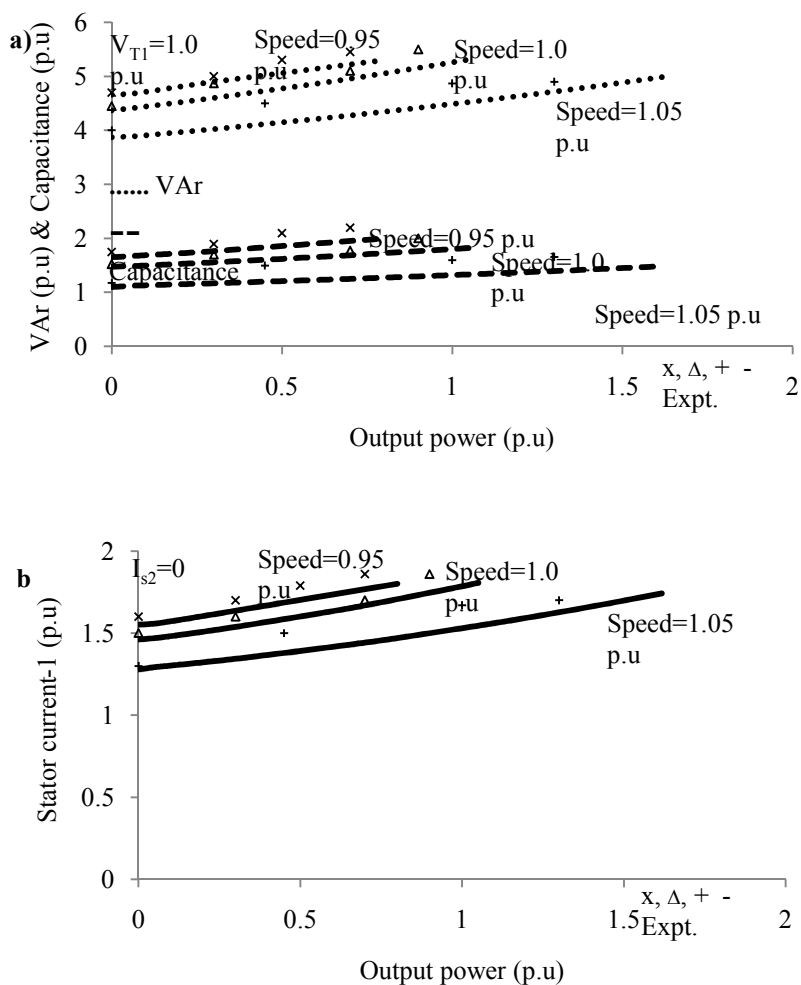 a)
VAr (p.u) & Capacitance (p.u)
6
5
4
3
2
1
0
V_T1=1.0
p.u
Speed=0.95
p.u
Speed=1.0
p.u
Speed=1.05
p.u
VAr
Capacitance
Speed=0.95 p.u
Speed=1.0
p.u
Speed=1.05 p.u
x, Δ, + -
Expt.
0
0.5
1
1.5
2
Output power (p.u)
b
Stator current-1 (p.u)
2
1.5
1
0.5
0
I_s2=0
Speed=0.95
p.u
Speed=1.0
p.u
Speed=1.05
p.u
x, Δ, + -
Expt.
0
0.5
1
1.5
2
Output power (p.u)